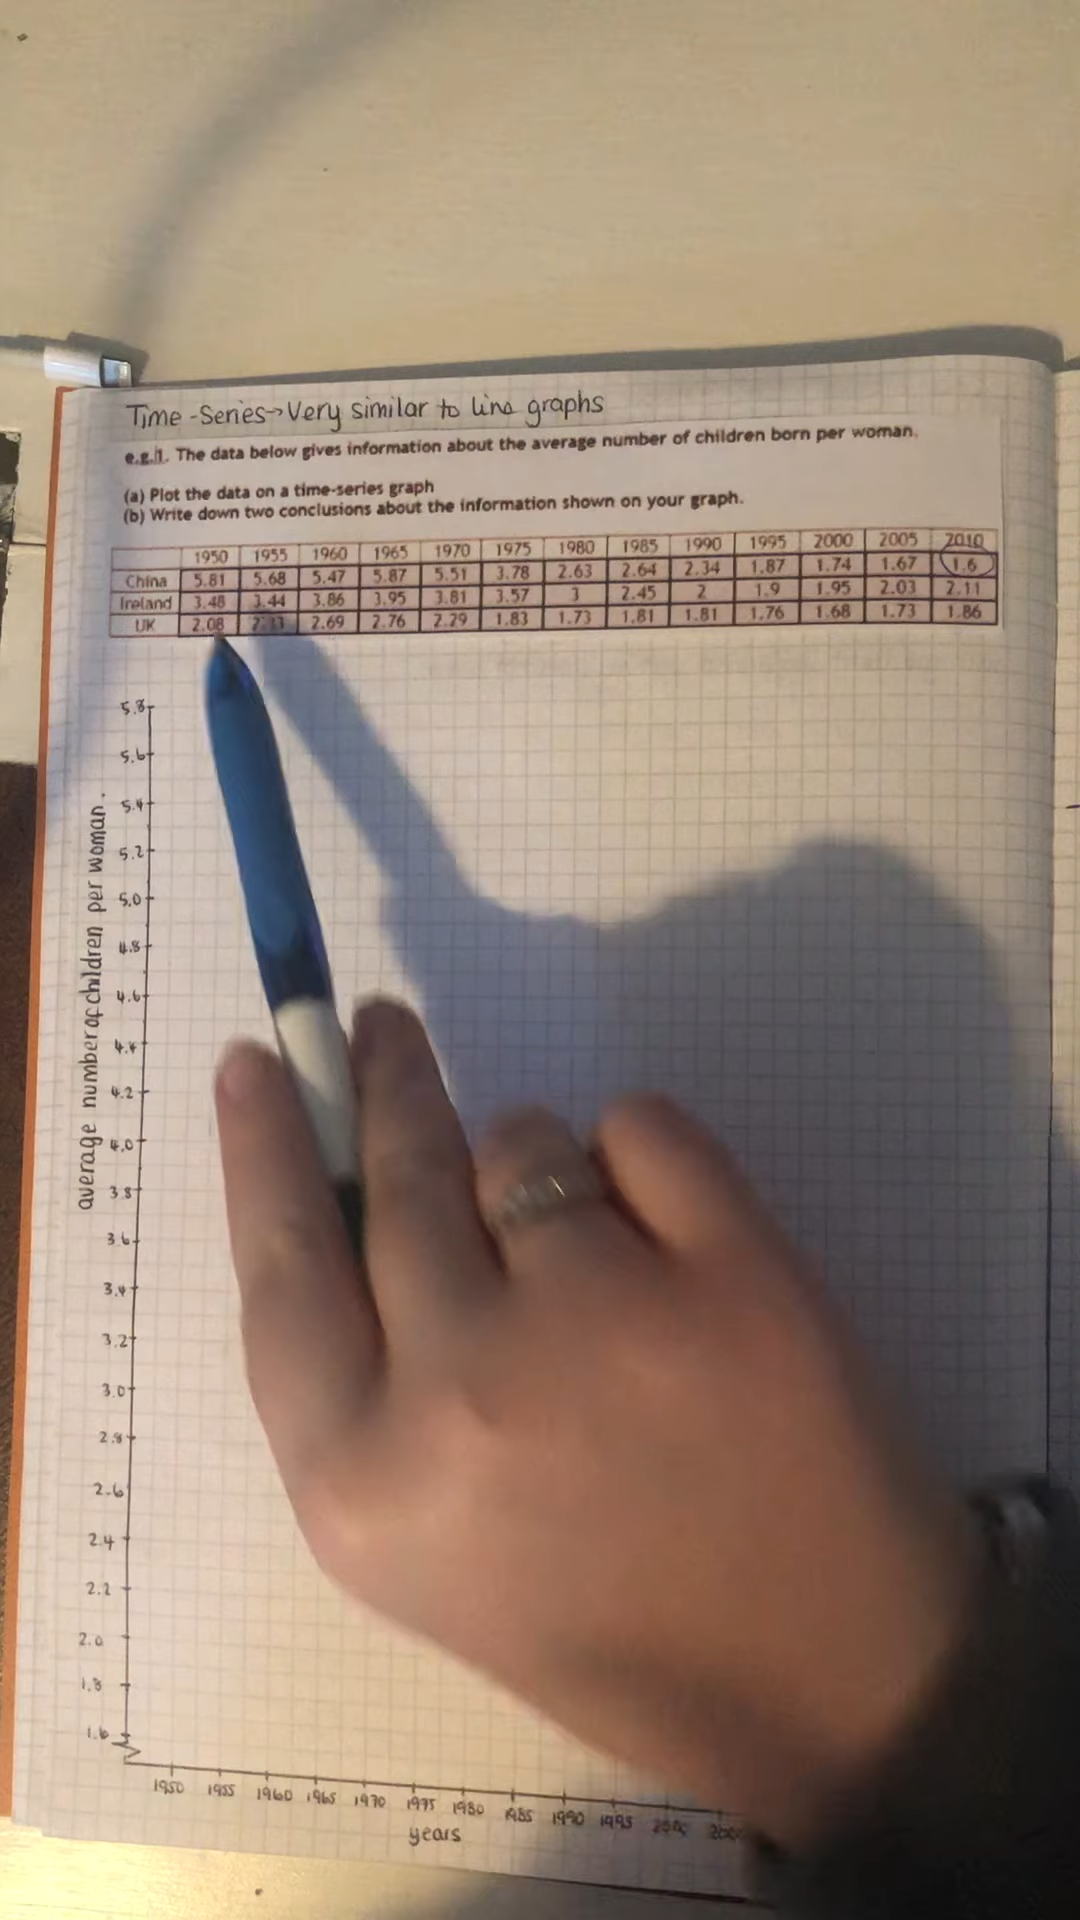 Time-Series→Very similar to line graphs
e.g.1. The data below gives information about the average number of children born per woman.
(a) Plot the data on a time-series graph
(b) Write down two conclusions about the information shown on your graph.
1950 1955 1960 1965 1970 1975 1980 1985 1990 1995 2000 2005 2010
China 5.81 5.68 5.47 5.87 5.51 3.78 2.63 2.64 2.34 1.87 1.74 1.67 1.6
Ireland 3.48 3.44 3.86 3.95 3.81 3.57 3 2.45 2 1.9 1.95 2.03 2.11
UK 2.08 2.69 2.76 2.29 1.83 1.73 1.81 1.81 1.76 1.68 1.73 1.86
average number of children per woman.
5.8
5.6
5.4
5.2
5.0
4.8
4.6
4.4
4.2
4.0
3.8
3.6
3.4
3.2
3.0
2.8
2.6
2.4
2.2
2.0
1.8
1.6
1950 1955 1960 1965 1970 1975 1980 1985 1990 1995 2000
years